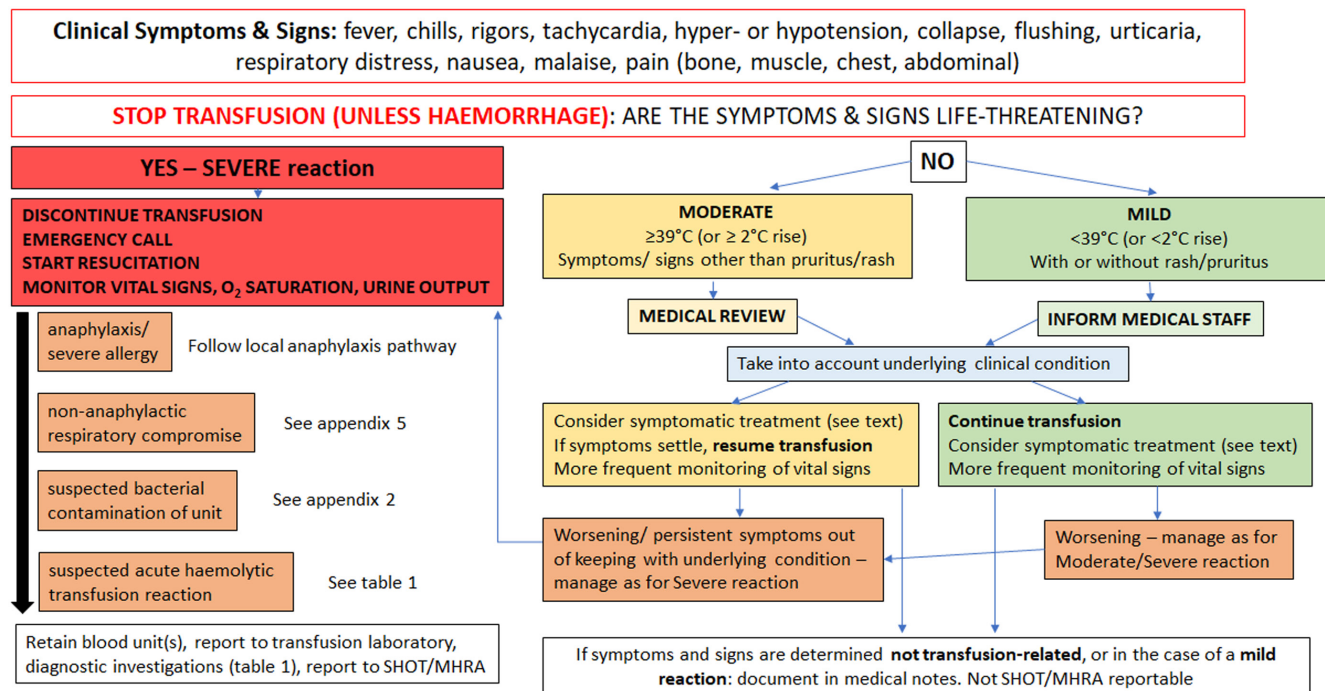 Clinical Symptoms & Signs: fever, chills, rigors, tachycardia, hyper- or hypotension, collapse, flushing, urticaria,
respiratory distress, nausea, malaise, pain (bone, muscle, chest, abdominal)
STOP TRANSFUSION (UNLESS HAEMORRHAGE): ARE THE SYMPTOMS & SIGNS LIFE-THREATENING?
YES – SEVERE reaction
DISCONTINUE TRANSFUSION
EMERGENCY CALL
START RESUCITATION
MONITOR VITAL SIGNS, O₂ SATURATION, URINE OUTPUT
anaphylaxis/
severe allergy
Follow local anaphylaxis pathway
non-anaphylactic
respiratory compromise
See appendix 5
suspected bacterial
contamination of unit
See appendix 2
suspected acute haemolytic
transfusion reaction
See table 1
Retain blood unit(s), report to transfusion laboratory,
diagnostic investigations (table 1), report to SHOT/MHRA
NO
MODERATE
≥39°C (or ≥ 2°C rise)
Symptoms/ signs other than pruritus/rash
MILD
<39°C (or <2°C rise)
With or without rash/pruritus
MEDICAL REVIEW
INFORM MEDICAL STAFF
Take into account underlying clinical condition
Consider symptomatic treatment (see text)
If symptoms settle, resume transfusion
More frequent monitoring of vital signs
Continue transfusion
Consider symptomatic treatment (see text)
More frequent monitoring of vital signs
Worsening/ persistent symptoms out
of keeping with underlying condition –
manage as for Severe reaction
Worsening – manage as for
Moderate/Severe reaction
If symptoms and signs are determined not transfusion-related, or in the case of a mild
reaction: document in medical notes. Not SHOT/MHRA reportable